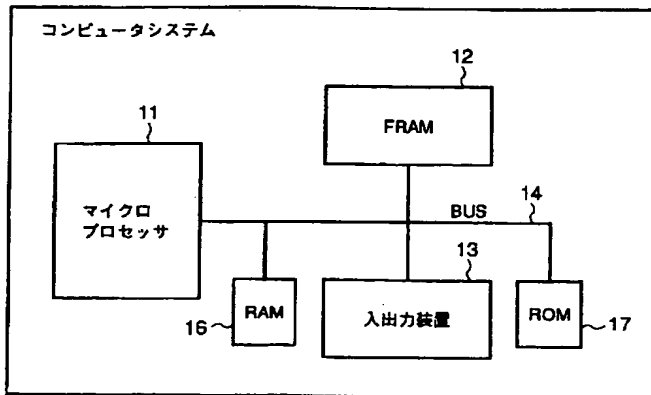 コンピュータシステム
12
FRAM
11
マイクロ
プロセッサ
BUS
14
13
RAM
16
入出力装置
ROM
17